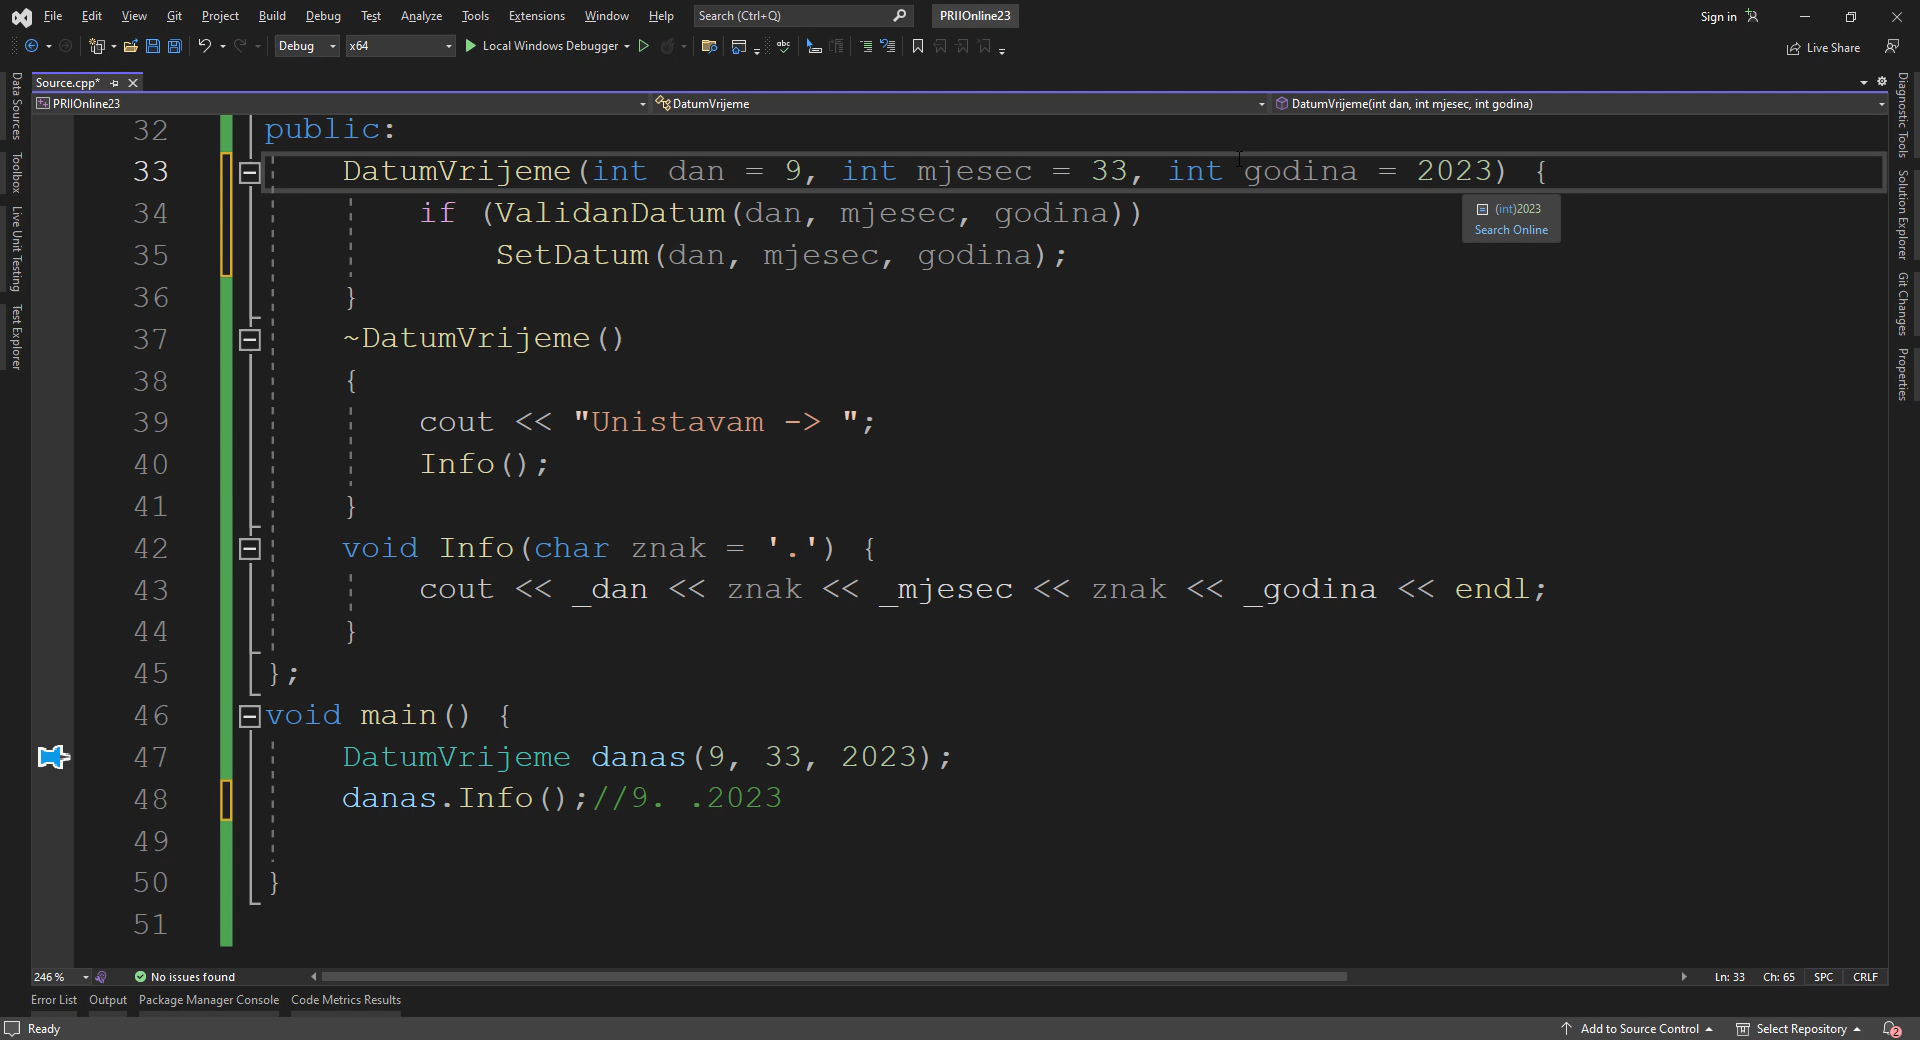 File Edit View Git Project Build Debug Test Analyze Tools Extensions Window Help Search (Ctrl+Q) PRIIOnline23 Sign in
Debug x64 Local Windows Debugger Live Share
Source.cpp*
PRIIOnline23 DatumVrijeme DatumVrijeme(int dan, int mjesec, int godina)
Data Sources
Toolbox
Live Unit Testing
Test Explorer
32 public:
33 DatumVrijeme(int dan = 9, int mjesec = 33, int godina = 2023) {
34 if (ValidanDatum(dan, mjesec, godina))
(int)2023
Search Online
35 SetDatum(dan, mjesec, godina);
36 }
37 ~DatumVrijeme()
38 {
39 cout << "Unistavam -> ";
40 Info();
41 }
42 void Info(char znak = '.') {
43 cout << _dan << znak << _mjesec << znak << _godina << endl;
44 }
45 };
46 void main() {
47 DatumVrijeme danas(9, 33, 2023);
48 danas.Info();//9. .2023
49
50 }
51
Diagnostic Tools
Solution Explorer
Git Changes
Properties
246 % No issues found Ln: 33 Ch: 65 SPC CRLF
Error List Output Package Manager Console Code Metrics Results
Ready Add to Source Control Select Repository 2